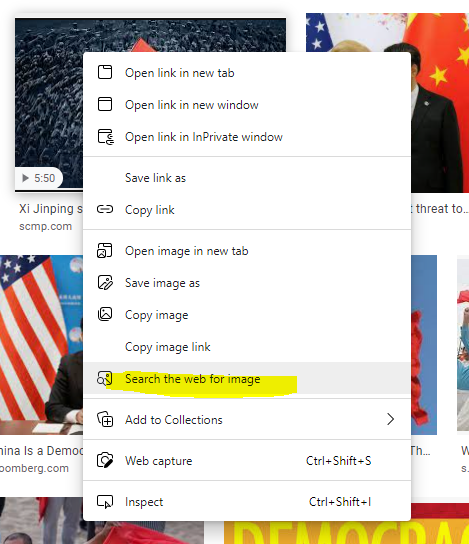 Open link in new tab
Open link in new window
Open link in InPrivate window
5:50
Save link as
Xi Jinping s
Copy link
t threat to...
scmp.com
Open image in new tab
Save image as
Copy image
Copy image link
Search the web for image
Add to Collections
hina Is a Democ
Th...
W
oomberg.com
s.
Web capture Ctrl+Shift+S
Inspect Ctrl+Shift+I
DEMOCRAC